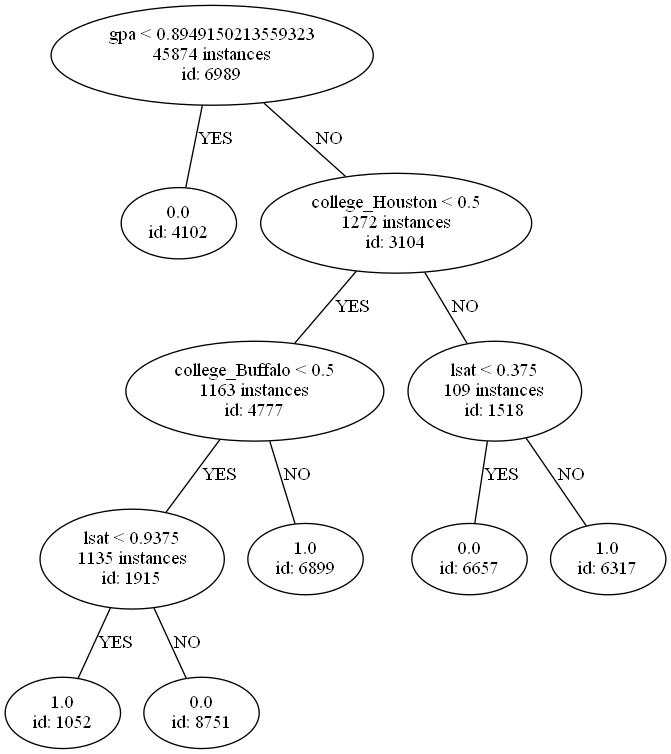 gpa < 0.8949150213559323
45874 instances
id: 6989
YES
NO
0.0
id: 4102
college_Houston < 0.5
1272 instances
id: 3104
YES
NO
college_Buffalo < 0.5
1163 instances
id: 4777
lsat < 0.375
109 instances
id: 1518
YES
NO
YES
NO
lsat < 0.9375
1135 instances
id: 1915
1.0
id: 6899
0.0
id: 6657
1.0
id: 6317
YES
NO
1.0
id: 1052
0.0
id: 8751